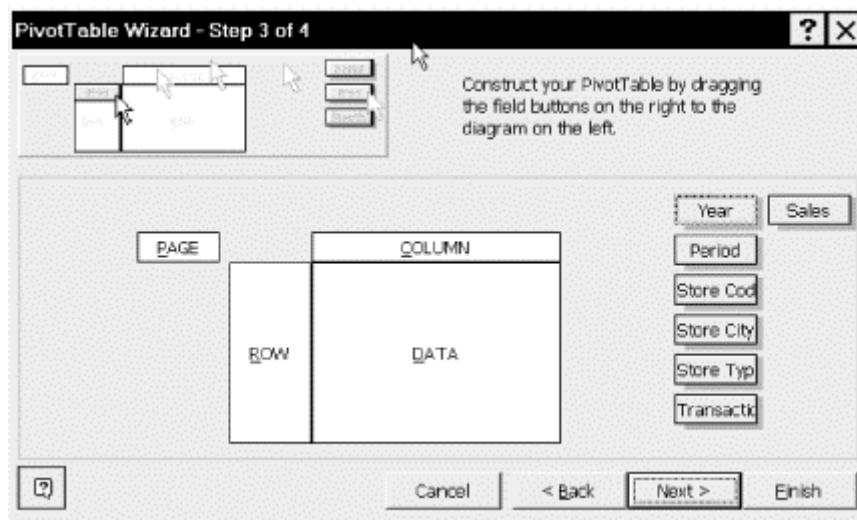 PivotTable Wizard - Step 3 of 4
? X
Construct your PivotTable by dragging
the field buttons on the right to the
diagram on the left.
Year Sales
PAGE COLUMN Period
Store Cod
Store City
ROW DATA
Store Typ
Transactic
? Cancel < Back Next > Finish